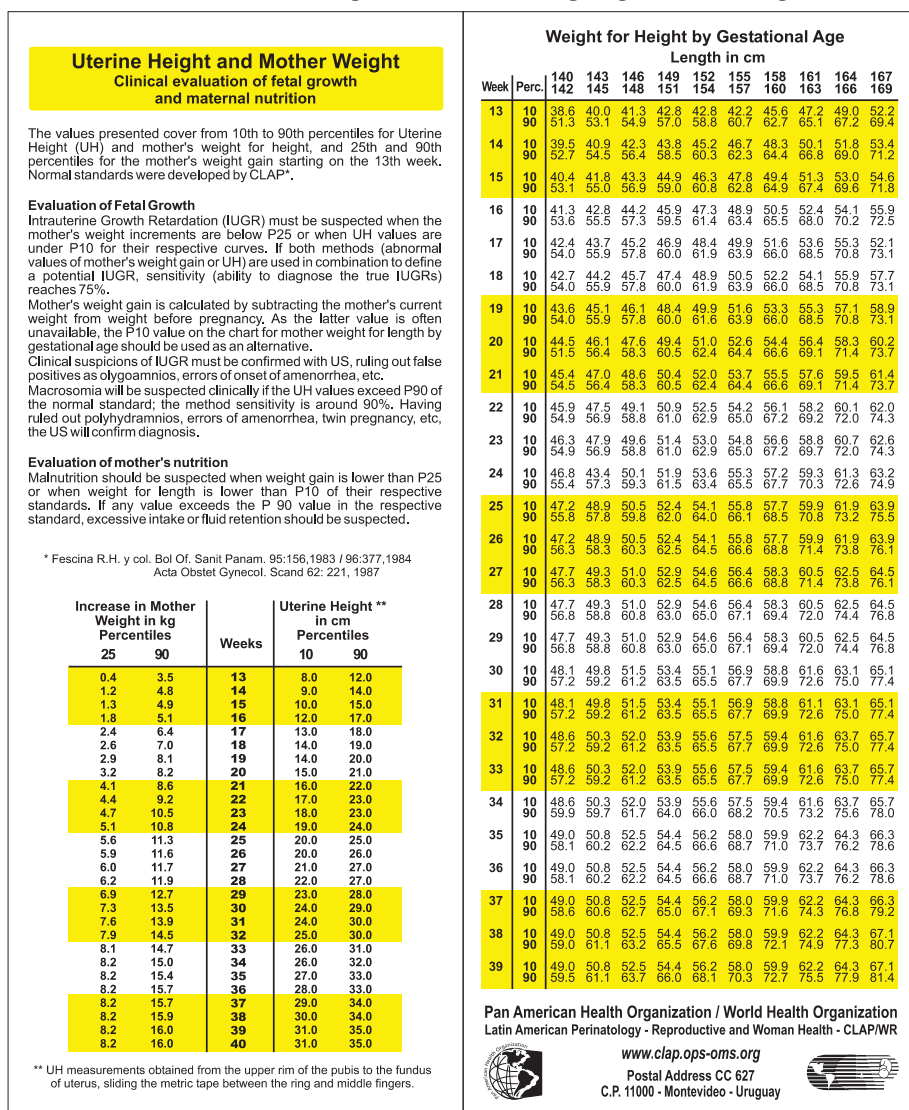 Uterine Height and Mother Weight
Clinical evaluation of fetal growth
and maternal nutrition
The values presented cover from 10th to 90th percentiles for Uterine
Height (UH) and mother's weight for height, and 25th and 90th
percentiles for the mother's weight gain starting on the 13th week.
Normal standards were developed by CLAP*.
Evaluation of Fetal Growth
Intrauterine Growth Retardation (IUGR) must be suspected when the
mother's weight increments are below P25 or when UH values are
under P10 for their respective curves. If both methods (abnormal
values of mother's weight gain or UH) are used in combination to define
a potential IUGR, sensitivity (ability to diagnose the true IUGRs)
reaches 75%.
Mother's weight gain is calculated by subtracting the mother's current
weight from weight before pregnancy. As the latter value is often
unavailable, the P10 value on the chart for mother weight for length by
gestational age should be used as an alternative.
Clinical suspicions of IUGR must be confirmed with US, ruling out false
positives as olygoamnios, errors of onset of amenorrhea, etc.
Macrosomia will be suspected clinically if the UH values exceed P90 of
the normal standard; the method sensitivity is around 90%. Having
ruled out polyhydramnios, errors of amenorrhea, twin pregnancy, etc,
the US will confirm diagnosis.
Evaluation of mother's nutrition
Malnutrition should be suspected when weight gain is lower than P25
or when weight for length is lower than P10 of their respective
standards. If any value exceeds the P 90 value in the respective
standard, excessive intake or fluid retention should be suspected.
* Fescina R.H. y col. Bol Of. Sanit Panam. 95:156,1983 / 96:377,1984
Acta Obstet Gynecol. Scand 62: 221, 1987
Increase in Mother Uterine Height **
Weight in kg in cm
Percentiles Weeks Percentiles
25 90 10 90
0.4 3.5 13 8.0 12.0
1.2 4.8 14 9.0 14.0
1.3 4.9 15 10.0 15.0
1.8 5.1 16 12.0 17.0
2.4 6.4 17 13.0 18.0
2.6 7.0 18 14.0 19.0
2.9 8.1 19 14.0 20.0
3.2 8.2 20 15.0 21.0
4.1 8.6 21 16.0 22.0
4.4 9.2 22 17.0 23.0
4.7 10.5 23 18.0 23.0
5.1 10.8 24 19.0 24.0
5.6 11.3 25 20.0 25.0
5.9 11.6 26 20.0 26.0
6.0 11.7 27 21.0 27.0
6.2 11.9 28 22.0 27.0
6.9 12.7 29 23.0 28.0
7.3 13.5 30 24.0 29.0
7.6 13.9 31 24.0 30.0
7.9 14.5 32 25.0 30.0
8.1 14.7 33 26.0 31.0
8.2 15.0 34 26.0 32.0
8.2 15.4 35 27.0 33.0
8.2 15.7 36 28.0 33.0
8.2 15.7 37 29.0 34.0
8.2 15.9 38 30.0 34.0
8.2 16.0 39 31.0 35.0
8.2 16.0 40 31.0 35.0
** UH measurements obtained from the upper rim of the pubis to the fundus
of uterus, sliding the metric tape between the ring and middle fingers.
Weight for Height by Gestational Age
Length in cm
140 143 146 149 152 155 158 161 164 167
Week Perc. 142 145 148 151 154 157 160 163 166 169
13 10 38.6 40.0 41.3 42.8 42.8 42.2 45.6 47.2 49.0 52.2
90 51.3 53.1 54.9 57.0 58.8 60.7 62.7 65.1 67.2 69.4
14 10 39.5 40.9 42.3 43.8 45.2 46.7 48.3 50.1 51.8 53.4
90 52.7 54.5 56.4 58.5 60.3 62.3 64.4 66.8 69.0 71.2
15 10 40.4 41.8 43.3 44.9 46.3 47.8 49.4 51.3 53.0 54.6
90 53.1 55.0 56.9 59.0 60.8 62.8 64.9 67.4 69.6 71.8
16 10 41.3 42.8 44.2 45.9 47.3 48.9 50.5 52.4 54.1 55.9
90 53.6 55.5 57.3 59.5 61.4 63.4 65.5 68.0 70.2 72.5
17 10 42.4 43.7 45.2 46.9 48.4 49.9 51.6 53.6 55.3 52.1
90 54.0 55.9 57.8 60.0 61.9 63.9 66.0 68.5 70.8 73.1
18 10 42.7 44.2 45.7 47.4 48.9 50.5 52.2 54.1 55.9 57.7
90 54.0 55.9 57.8 60.0 61.9 63.9 66.0 68.5 70.8 73.1
19 10 43.6 45.1 46.1 48.4 49.9 51.6 53.3 55.3 57.1 58.9
90 54.0 55.9 57.8 60.0 61.6 63.9 66.0 68.5 70.8 73.1
20 10 44.5 46.1 47.6 49.4 51.0 52.6 54.4 56.4 58.3 60.2
90 51.5 56.4 58.3 60.5 62.4 64.4 66.6 69.1 71.4 73.7
21 10 45.4 47.0 48.6 50.4 52.0 53.7 55.5 57.6 59.5 61.4
90 54.5 56.4 58.3 60.5 62.4 64.4 66.6 69.1 71.4 73.7
22 10 45.9 47.5 49.1 50.9 52.5 54.2 56.1 58.2 60.1 62.0
90 54.9 56.9 58.8 61.0 62.9 65.0 67.2 69.2 72.0 74.3
23 10 46.3 47.9 49.6 51.4 53.0 54.8 56.6 58.8 60.7 62.6
90 54.9 56.9 58.8 61.0 62.9 65.0 67.2 69.7 72.0 74.3
24 10 46.8 43.4 50.1 51.9 53.6 55.3 57.2 59.3 61.3 63.2
90 55.4 57.3 59.3 61.5 63.4 65.5 67.7 70.3 72.6 74.9
25 10 47.2 48.9 50.5 52.4 54.1 55.8 57.7 59.9 61.9 63.9
90 55.8 57.8 59.8 62.0 64.0 66.1 68.5 70.8 73.2 75.5
26 10 47.2 48.9 50.5 52.4 54.1 55.8 57.7 59.9 61.9 63.9
90 56.3 58.3 60.3 62.5 64.5 66.6 68.8 71.4 73.8 76.1
27 10 47.7 49.3 51.0 52.9 54.6 56.4 58.3 60.5 62.5 64.5
90 56.3 58.3 60.3 62.5 64.5 66.6 68.8 71.4 73.8 76.1
28 10 47.7 49.3 51.0 52.9 54.6 56.4 58.3 60.5 62.5 64.5
90 56.8 58.8 60.8 63.0 65.0 67.1 69.4 72.0 74.4 76.8
29 10 47.7 49.3 51.0 52.9 54.6 56.4 58.3 60.5 62.5 64.5
90 56.8 58.8 60.8 63.0 65.0 67.1 69.4 72.0 74.4 76.8
30 10 48.1 49.8 51.5 53.4 55.1 56.9 58.8 61.6 63.1 65.1
90 57.2 59.2 61.2 63.5 65.5 67.7 69.9 72.6 75.0 77.4
31 10 48.1 49.8 51.5 53.4 55.1 56.9 58.8 61.1 63.1 65.1
90 57.2 59.2 61.2 63.5 65.5 67.7 69.9 72.6 75.0 77.4
32 10 48.6 50.3 52.0 53.9 55.6 57.5 59.4 61.6 63.7 65.7
90 57.2 59.2 61.2 63.5 65.5 67.7 69.9 72.6 75.0 77.4
33 10 48.6 50.3 52.0 53.9 55.6 57.5 59.4 61.6 63.7 65.7
90 57.2 59.2 61.2 63.5 65.5 67.7 69.9 72.6 75.0 77.4
34 10 48.6 50.3 52.0 53.9 55.6 57.5 59.4 61.6 63.7 65.7
90 59.9 59.7 61.7 64.0 66.0 68.2 70.5 73.2 75.6 78.0
35 10 49.0 50.8 52.5 54.4 56.2 58.0 59.9 62.2 64.3 66.3
90 58.1 60.2 62.2 64.5 66.6 68.7 71.0 73.7 76.2 78.6
36 10 49.0 50.8 52.5 54.4 56.2 58.0 59.9 62.2 64.3 66.3
90 58.1 60.2 62.2 64.5 66.6 68.7 71.0 73.7 76.2 78.6
37 10 49.0 50.8 52.5 54.4 56.2 58.0 59.9 62.2 64.3 66.3
90 58.6 60.6 62.7 65.0 67.1 69.3 71.6 74.3 76.8 79.2
38 10 49.0 50.8 52.5 54.4 56.2 58.0 59.9 62.2 64.3 67.1
90 59.0 61.1 63.2 65.5 67.6 69.8 72.1 74.9 77.3 80.7
39 10 49.0 50.8 52.5 54.4 56.2 58.0 59.9 62.2 64.3 67.1
90 59.5 61.1 63.7 66.0 68.1 70.3 72.7 75.5 77.9 81.4
Pan American Health Organization / World Health Organization
Latin American Perinatology - Reproductive and Woman Health - CLAP/WR
Pan American Health Organization
www.clap.ops-oms.org
Postal Address CC 627
C.P. 11000 - Montevideo - Uruguay